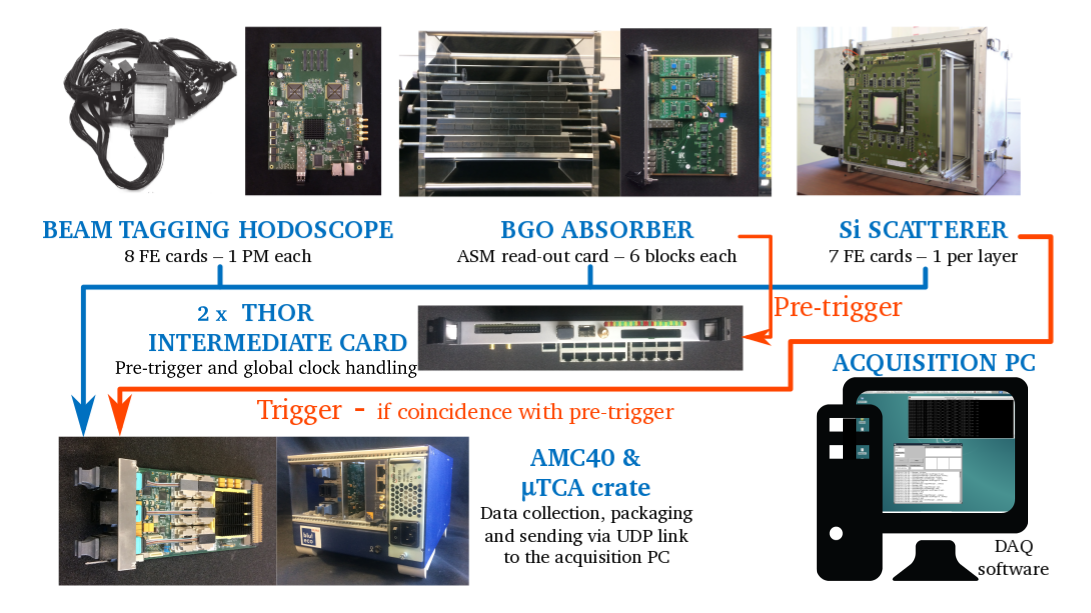 BEAM TAGGING HODOSCOPE
8 FE cards – 1 PM each
BGO ABSORBER
ASM read-out card – 6 blocks each
Si SCATTERER
7 FE cards – 1 per layer
Pre-trigger
2 x THOR
INTERMEDIATE CARD
Pre-trigger and global clock handling
ACQUISITION PC
Trigger - if coincidence with pre-trigger
AMC40 &
µTCA crate
Data collection, packaging
and sending via UDP link
to the acquisition PC
DAQ
software